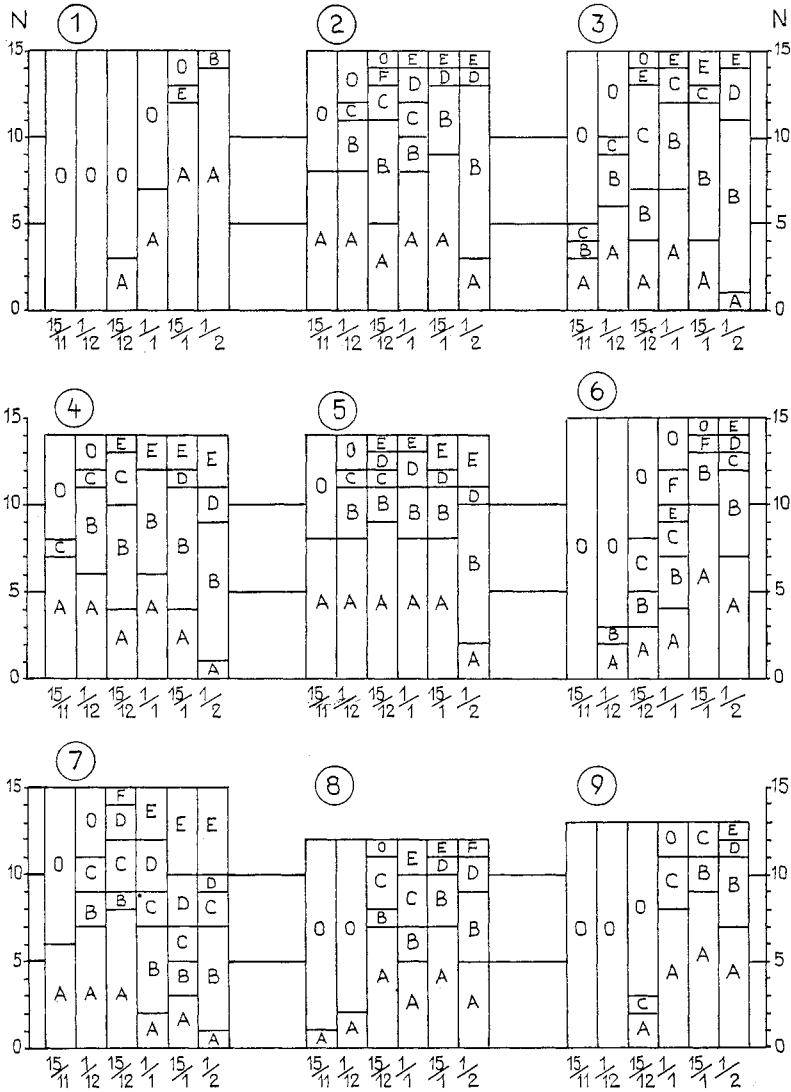 N
1
15
10
5
0
O
O
O A
O A
O E A
B A
15/11 1/12 15/12 1/1 15/1 1/2
2
O A
O C B A
O F C B A
E D C B A
E D B A
E D B A
15/11 1/12 15/12 1/1 15/1 1/2
3
O C B A
O C B A
O E C B A
E C B A
E C B A
E D B A
15/11 1/12 15/12 1/1 15/1 1/2
N
15
10
5
0
4
15
10
5
0
O C A
O C B A
E C B A
E B A
E D B A
E D B A
15/11 1/12 15/12 1/1 15/1 1/2
5
O A
O C B A
E D C B A
E D B A
E D B A
E D B A
15/11 1/12 15/12 1/1 15/1 1/2
6
O
O B A
O C B A
O F E C B A
O F B A
E D C B A
15/11 1/12 15/12 1/1 15/1 1/2
15
10
5
0
7
15
10
5
0
O A
O C B A
F D C B A
E D C B A
E D C B A
E D C B A
15/11 1/12 15/12 1/1 15/1 1/2
8
O A
O A
O C B A
E C B A
E D B A
F D B A
15/11 1/12 15/12 1/1 15/1 1/2
9
O
O
O C A
O C A
C B A
E D B A
15/11 1/12 15/12 1/1 15/1 1/2
15
10
5
0